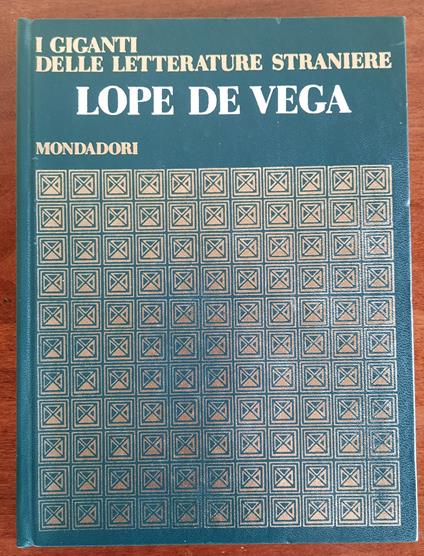 I GIGANTI
DELLE LETTERATURE STRANIERE
LOPE DE VEGA
MONDADORI